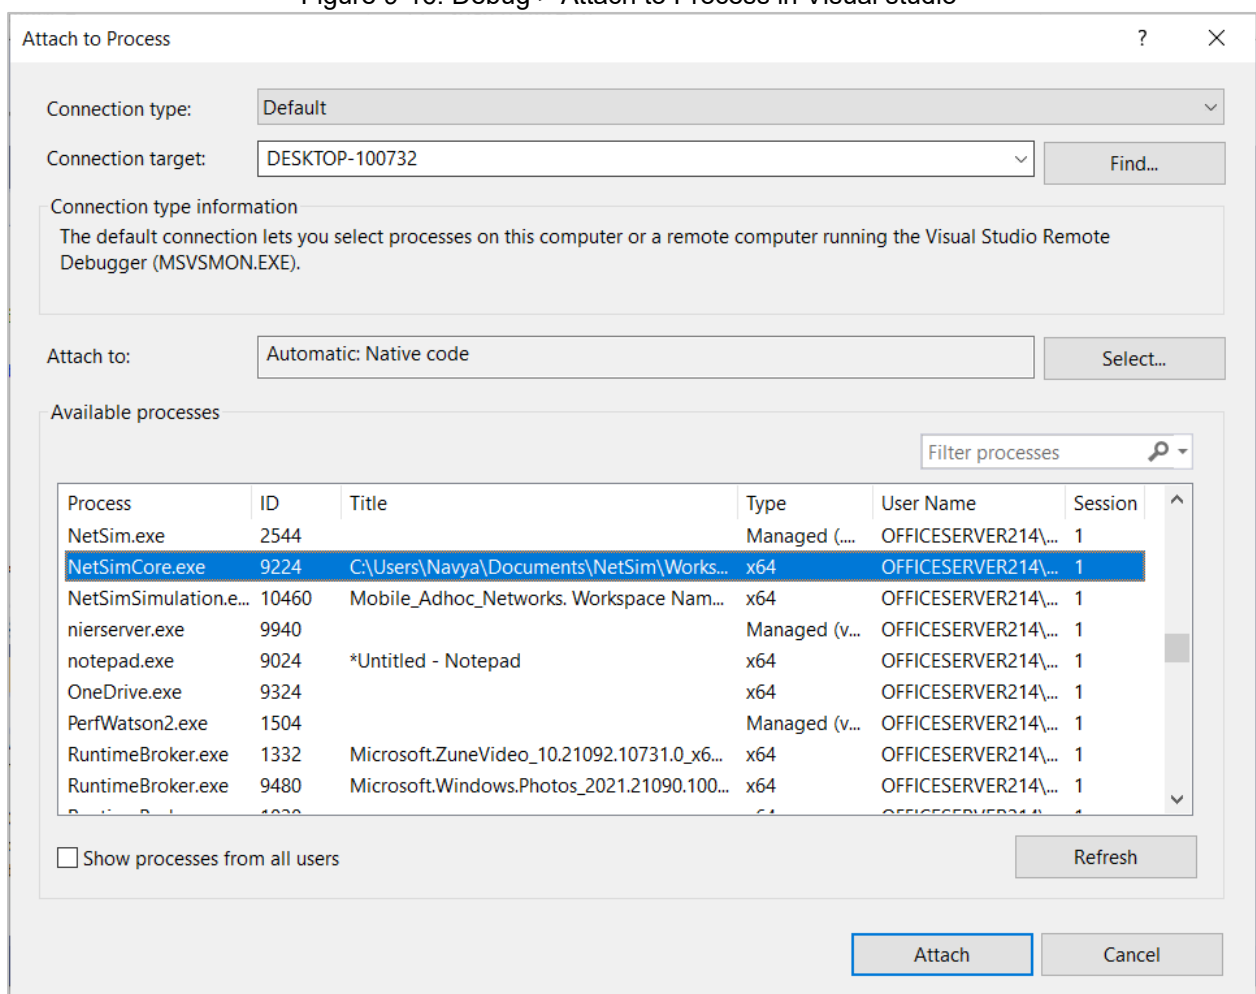 Attach to Process ?
Connection type: Default
Connection target: DESKTOP-100732 Find...
Connection type information
The default connection lets you select processes on this computer or a remote computer running the Visual Studio Remote
Debugger (MSVSMON.EXE).
Attach to: Automatic: Native code Select...
Available processes
Filter processes
Process ID Title Type User Name Session
NetSim.exe 2544 Managed (.... OFFICESERVER214\... 1
NetSimCore.exe 9224 C:\Users\Navya\Documents\NetSim\Works... x64 OFFICESERVER214\... 1
NetSimSimulation.e... 10460 Mobile_Adhoc_Networks. Workspace Nam... x64 OFFICESERVER214\... 1
nierserver.exe 9940 Managed (v... OFFICESERVER214\... 1
notepad.exe 9024 *Untitled - Notepad x64 OFFICESERVER214\... 1
OneDrive.exe 9324 x64 OFFICESERVER214\... 1
PerfWatson2.exe 1504 Managed (v... OFFICESERVER214\... 1
RuntimeBroker.exe 1332 Microsoft.ZuneVideo_10.21092.10731.0_x6... x64 OFFICESERVER214\... 1
RuntimeBroker.exe 9480 Microsoft.Windows.Photos_2021.21090.100... x64 OFFICESERVER214\... 1
Show processes from all users Refresh
Attach Cancel